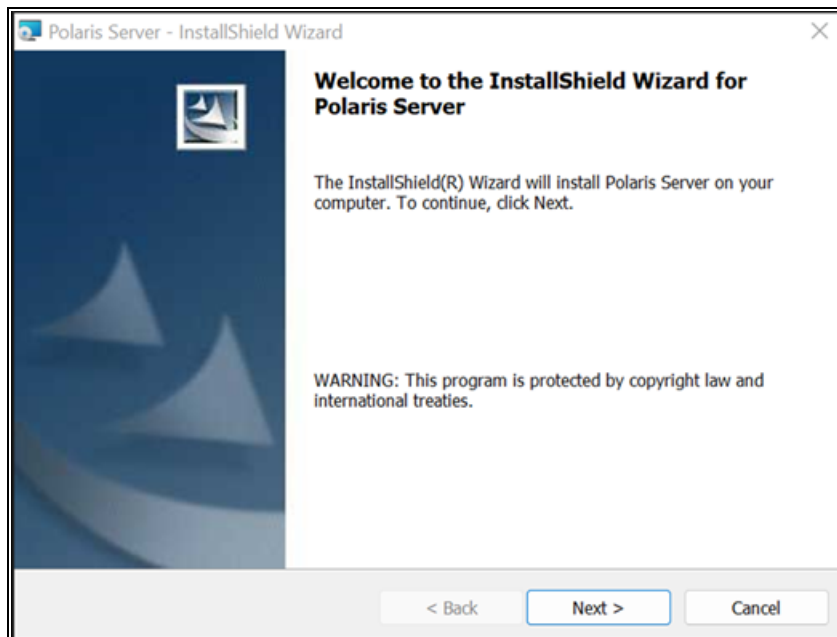 Polaris Server - InstallShield Wizard
Welcome to the InstallShield Wizard for
Polaris Server
The InstallShield(R) Wizard will install Polaris Server on your
computer. To continue, click Next.
WARNING: This program is protected by copyright law and
international treaties.
< Back
Next >
Cancel